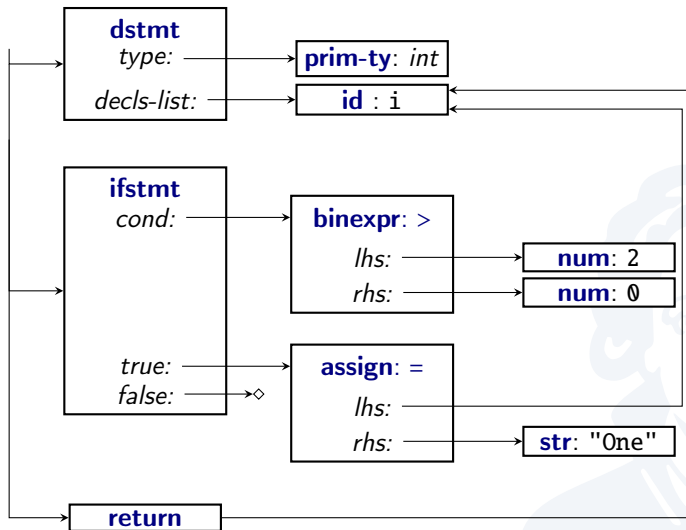 dstmt
type:
prim-ty: int
decls-list:
id : i
ifstmt
cond:
binexpr: >
lhs:
num: 2
rhs:
num: 0
true:
assign: =
false:
lhs:
rhs:
str: "One"
return